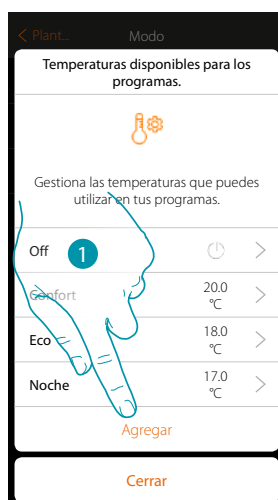 Plant... Modo
Temperaturas disponibles para los
programas.
Gestiona las temperaturas que puedes
utilizar en tus programas.
Off
1
Confort 20.0 °C
Eco 18.0 °C
Noche 17.0 °C
Agregar
Cerrar